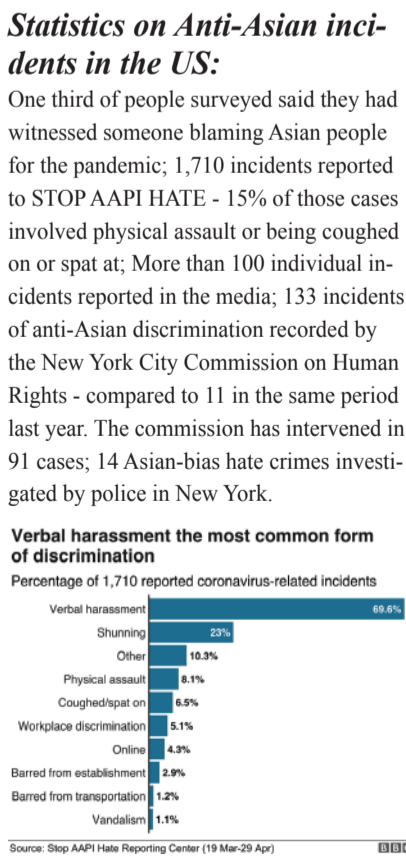 Statistics on Anti-Asian inci-
dents in the US:
One third of people surveyed said they had
witnessed someone blaming Asian people
for the pandemic; 1,710 incidents reported
to STOP AAPI HATE - 15% of those cases
involved physical assault or being coughed
on or spat at; More than 100 individual in-
cidents reported in the media; 133 incidents
of anti-Asian discrimination recorded by
the New York City Commission on Human
Rights - compared to 11 in the same period
last year. The commission has intervened in
91 cases; 14 Asian-bias hate crimes investi-
gated by police in New York.
Verbal harassment the most common form
of discrimination
Percentage of 1,710 reported coronavirus-related incidents
Verbal harassment 69.6%
Shunning 23%
Other 10.3%
Physical assault 8.1%
Coughed/spat on 6.5%
Workplace discrimination 5.1%
Online 4.3%
Barred from establishment 2.9%
Barred from transportation 1.2%
Vandalism 1.1%
Source: Stop AAPI Hate Reporting Center (19 Mar-29 Apr) BBC